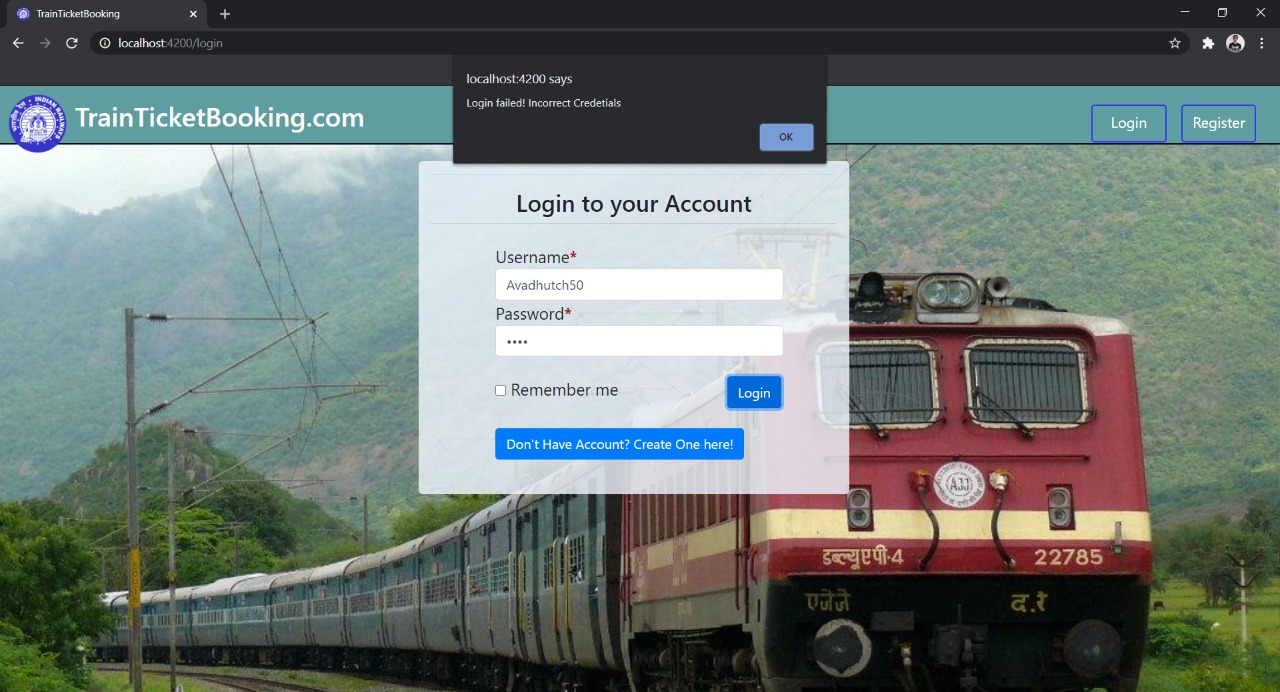 TrainTicketBooking
localhost:4200/login
localhost:4200 says
Login failed! Incorrect Credetials
OK
TrainTicketBooking.com
Login
Register
Login to your Account
Username*
Avadhutch50
Password*
••••
Remember me
Login
Don't Have Account? Create One here!
AJJ
डब्ल्यूएपी-4
22785
एजेजे
द.रे